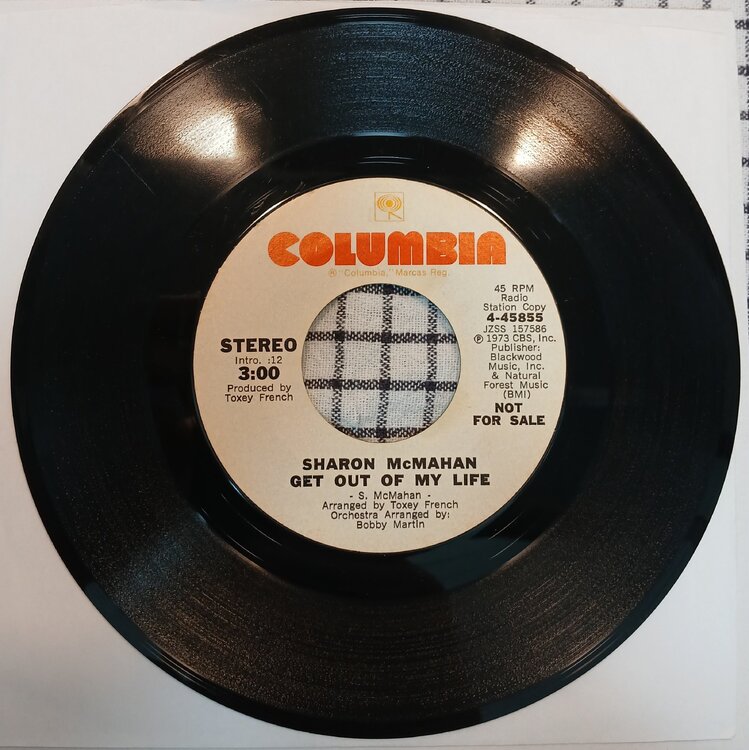 COLUMBIA
® "Columbia," Marcas Reg.
STEREO
Intro. :12
3:00
Produced by
Toxey French
45 RPM
Radio
Station Copy
4-45855
JZSS 157586
℗ 1973 CBS, Inc.
Publisher:
Blackwood
Music, Inc.
& Natural
Forest Music
(BMI)
NOT
FOR SALE
SHARON McMAHAN
GET OUT OF MY LIFE
- S. McMahan -
Arranged by Toxey French
Orchestra Arranged by:
Bobby Martin